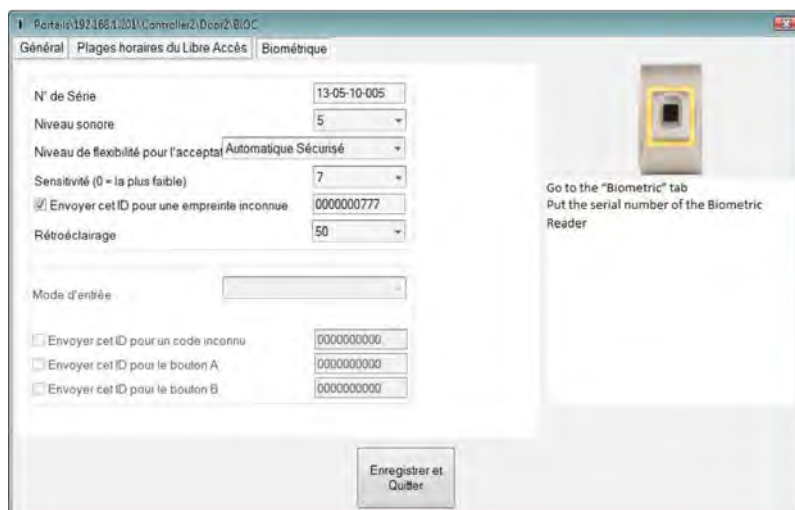 Portails\192.168.1.201\Controller2\Door2\BIOC
Général Plages horaires du Libre Accès Biométrique
N° de Série 13-05-10-005
Niveau sonore 5
Niveau de flexibilité pour l'acceptat Automatique Sécurisé
Sensitivité (0 = la plus faible) 7
Envoyer cet ID pour une empreinte inconnue 0000000777
Rétroéclairage 50
Mode d'entrée
Envoyer cet ID pour un code inconnu 0000000000
Envoyer cet ID pour le bouton A 0000000000
Envoyer cet ID pour le bouton B 0000000000
Go to the "Biometric" tab
Put the serial number of the Biometric
Reader
Enregistrer et
Quitter